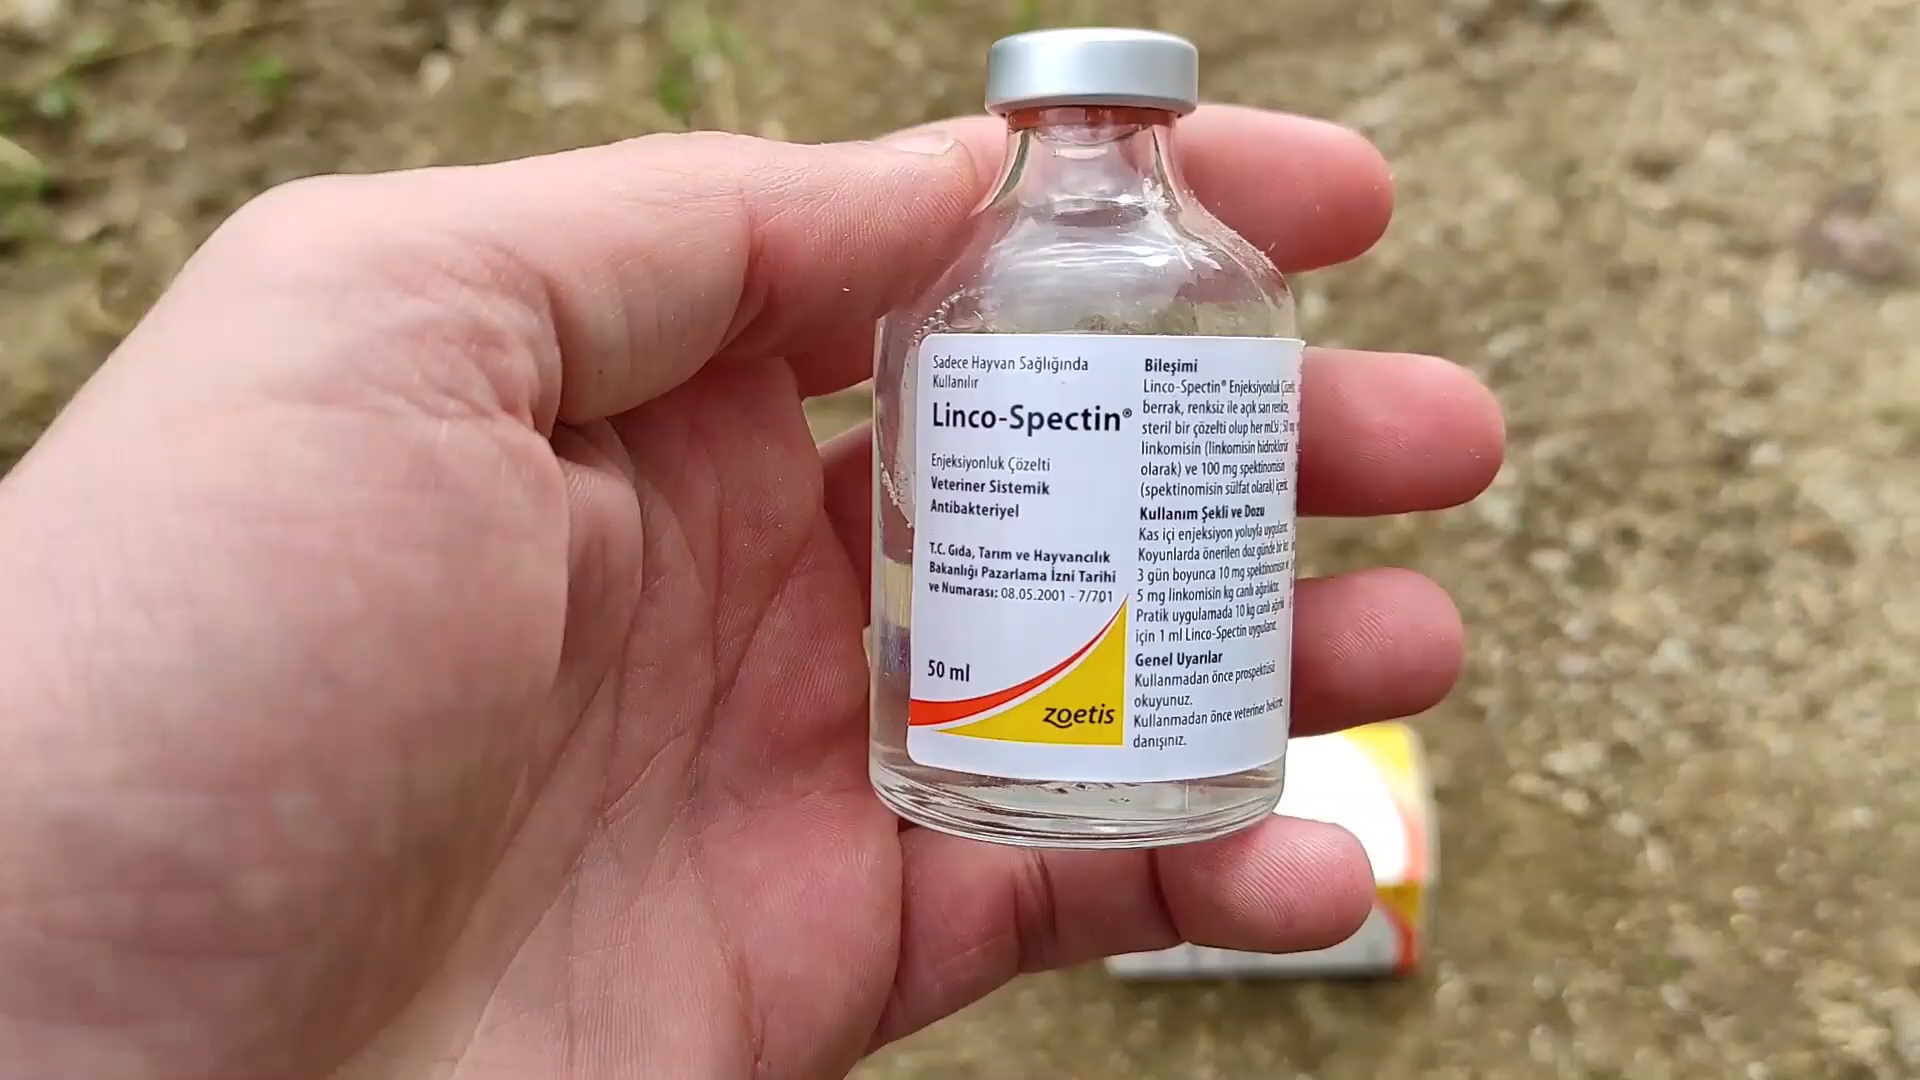 Sadece Hayvan Sağlığında
Kullanılır
Linco-Spectin®
Enjeksiyonluk Çözelti
Veteriner Sistemik
Antibakteriyel
T.C. Gıda, Tarım ve Hayvancılık
Bakanlığı Pazarlama İzni Tarihi
ve Numarası: 08.05.2001 - 7/701
50 ml
zoetis
Bileşimi
Linco-Spectin® Enjeksiyonluk
berrak, renksiz ile açık sarı renkte,
steril bir çözelti olup her mL'si ; 50 mg
linkomisin (linkomisin hidroklorür
olarak) ve 100 mg spektinomisin
(spektinomisin sülfat olarak) içerir.
Kullanım Şekli ve Dozu
Kas içi enjeksiyon yoluyla uygulanır.
Koyunlarda önerilen doz günde bir
3 gün boyunca 10 mg spektinomisin
5 mg linkomisin kg canlı ağırlıktır.
Pratik uygulamada 10 kg canlı ağırlık
için 1 ml Linco-Spectin uygulanır.
Genel Uyarılar
Kullanmadan önce prospektüsü
okuyunuz.
Kullanmadan önce veteriner hekime
danışınız.